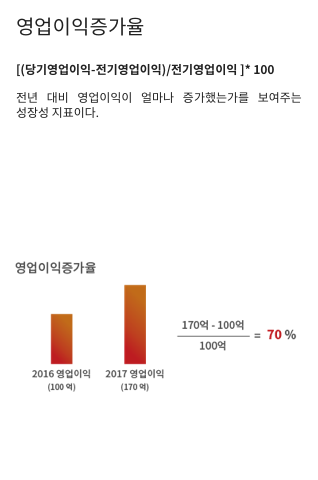 영업이익증가율
[(당기영업이익-전기영업이익)/전기영업이익 ]* 100
전년 대비 영업이익이 얼마나 증가했는가를 보여주는
성장성 지표이다.
영업이익증가율
170억 - 100억
100억
= 70 %
2016 영업이익 2017 영업이익
(100 억) (170 억)